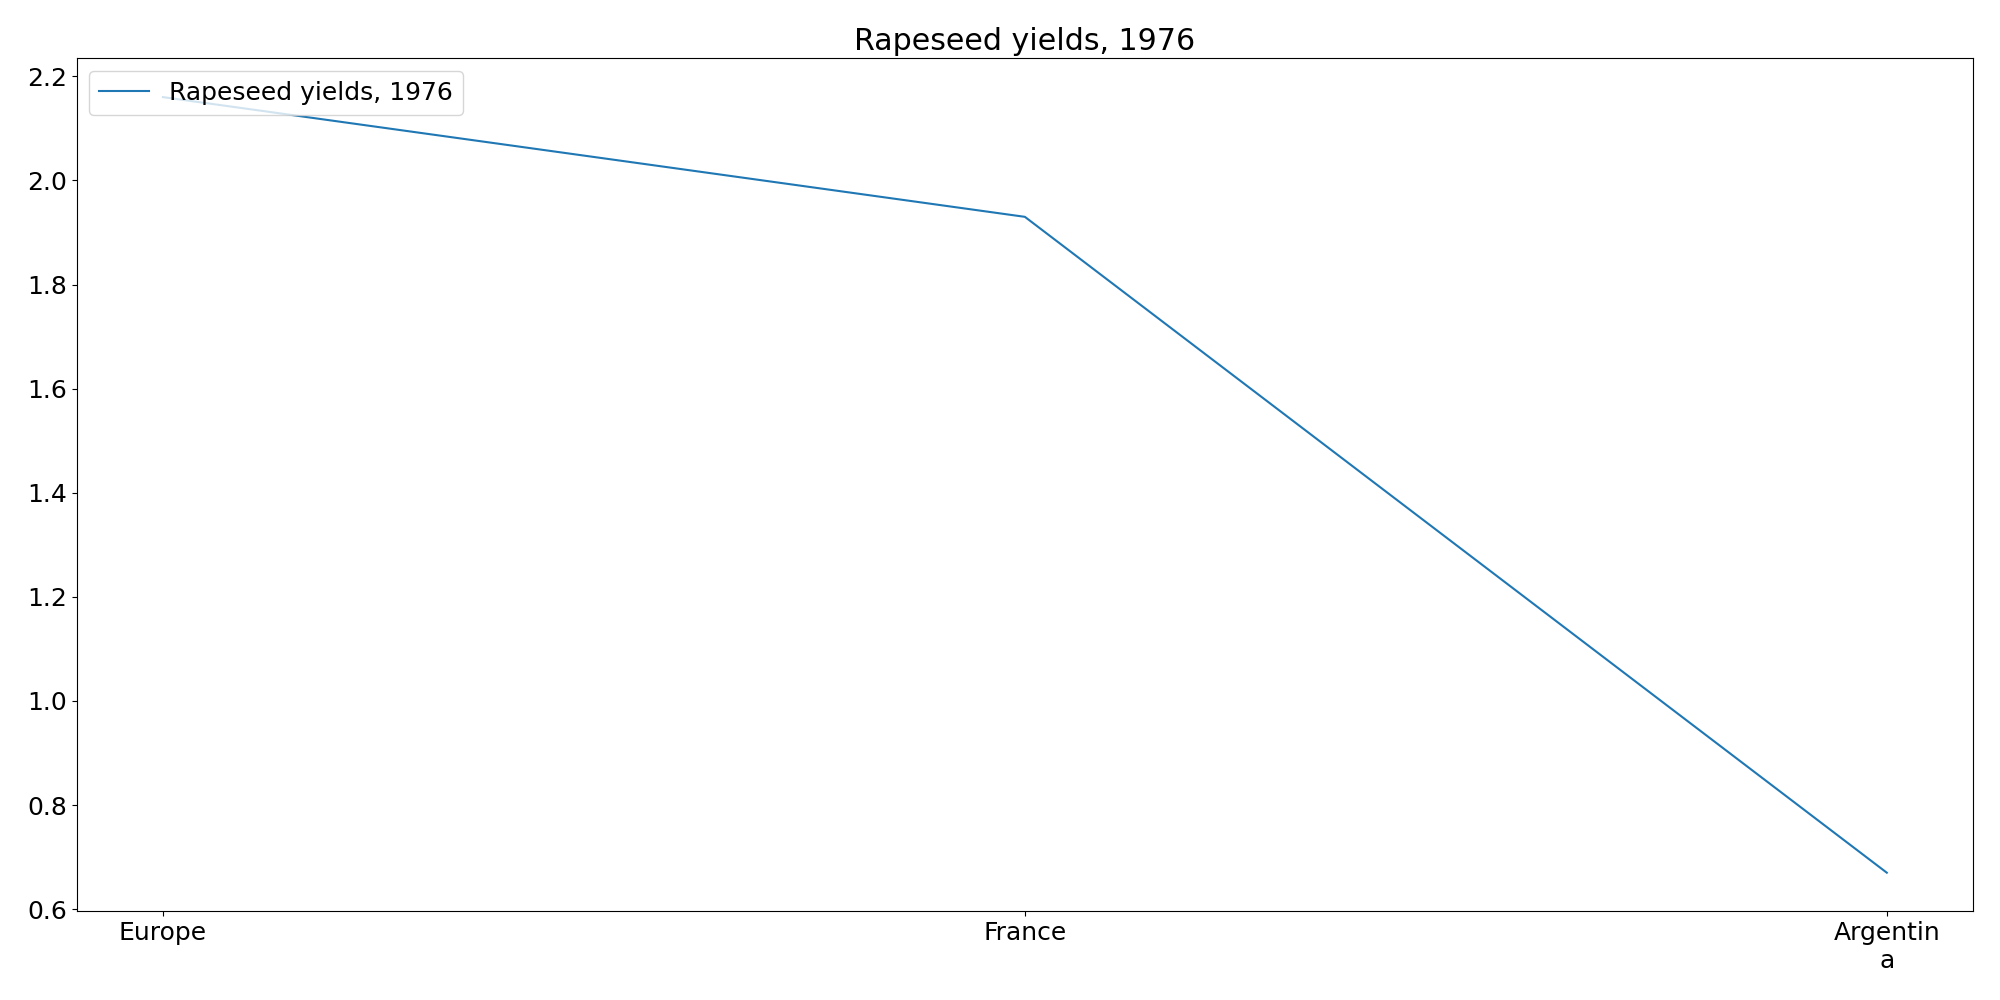 Rapeseed yields, 1976
Rapeseed yields, 1976
2.2
2.0
1.8
1.6
1.4
1.2
1.0
0.8
0.6
Europe
France
Argentin
a